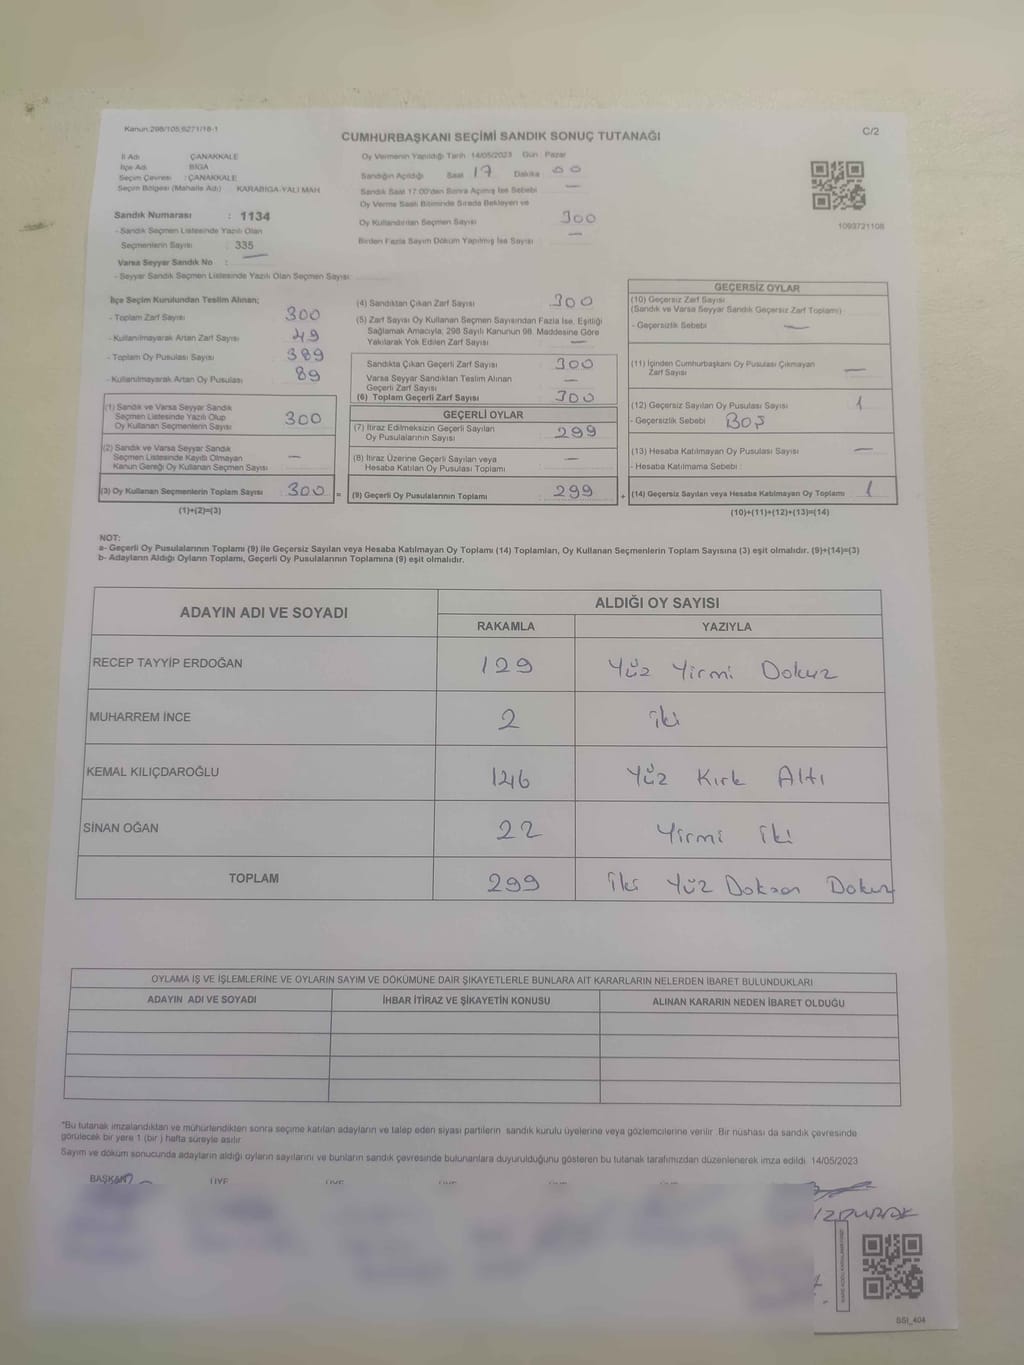 Kanun:298/105;6271/18-1
CUMHURBAŞKANI SEÇİMİ SANDIK SONUÇ TUTANAĞI
C/2
İl Adı : ÇANAKKALE
İlçe Adı : BİGA
Seçim Çevresi : ÇANAKKALE
Seçim Bölgesi (Mahalle Adı) : KARABİGA-YALI MAH
Sandık Numarası : 1134
- Sandık Seçmen Listesinde Yazılı Olan
Seçmenlerin Sayısı : 335
Varsa Seyyar Sandık No : —
- Seyyar Sandık Seçmen Listesinde Yazılı Olan Seçmen Sayısı:
Oy Vermenin Yapıldığı Tarih : 14/05/2023 Gün : Pazar
Sandığın Açıldığı Saat 17 Dakika 00
Sandık Saat 17:00'den Sonra Açılmış İse Sebebi —
Oy Verme Saati Bitiminde Sırada Bekleyen ve
Oy Kullandırılan Seçmen Sayısı 300
Birden Fazla Sayım Döküm Yapılmış İse Sayısı —
1093721108
İlçe Seçim Kurulundan Teslim Alınan;
- Toplam Zarf Sayısı 300
- Kullanılmayarak Artan Zarf Sayısı 49
- Toplam Oy Pusulası Sayısı 389
- Kullanılmayarak Artan Oy Pusulası 89
(1) Sandık ve Varsa Seyyar Sandık
Seçmen Listesinde Yazılı Olup
Oy Kullanan Seçmenlerin Sayısı 300
(2) Sandık ve Varsa Seyyar Sandık
Seçmen Listesinde Kayıtlı Olmayan
Kanun Gereği Oy Kullanan Seçmen Sayısı —
(3) Oy Kullanan Seçmenlerin Toplam Sayısı 300 =
(1)+(2)=(3)
(4) Sandıktan Çıkan Zarf Sayısı 300
(5) Zarf Sayısı Oy Kullanan Seçmen Sayısından Fazla İse, Eşitliği
Sağlamak Amacıyla; 298 Sayılı Kanunun 98. Maddesine Göre
Yakılarak Yok Edilen Zarf Sayısı —
Sandıkta Çıkan Geçerli Zarf Sayısı 300
Varsa Seyyar Sandıktan Teslim Alınan
Geçerli Zarf Sayısı —
(6) Toplam Geçerli Zarf Sayısı 300
GEÇERLİ OYLAR
(7) İtiraz Edilmeksizin Geçerli Sayılan
Oy Pusulalarının Sayısı 299
(8) İtiraz Üzerine Geçerli Sayılan veya
Hesaba Katılan Oy Pusulası Toplamı —
(9) Geçerli Oy Pusulalarının Toplamı 299 +
GEÇERSİZ OYLAR
(10) Geçersiz Zarf Sayısı
(Sandık ve Varsa Seyyar Sandık Geçersiz Zarf Toplamı)
- Geçersizlik Sebebi —
(11) İçinden Cumhurbaşkanı Oy Pusulası Çıkmayan
Zarf Sayısı —
(12) Geçersiz Sayılan Oy Pusulası Sayısı 1
- Geçersizlik Sebebi BOŞ
(13) Hesaba Katılmayan Oy Pusulası Sayısı —
- Hesaba Katılmama Sebebi :
(14) Geçersiz Sayılan veya Hesaba Katılmayan Oy Toplamı 1
(10)+(11)+(12)+(13)=(14)
NOT:
a- Geçerli Oy Pusulalarının Toplamı (9) ile Geçersiz Sayılan veya Hesaba Katılmayan Oy Toplamı (14) Toplamları, Oy Kullanan Seçmenlerin Toplam Sayısına (3) eşit olmalıdır. (9)+(14)=(3)
b- Adayların Aldığı Oyların Toplamı, Geçerli Oy Pusulalarının Toplamına (9) eşit olmalıdır.
ADAYIN ADI VE SOYADI ALDIĞI OY SAYISI
RAKAMLA YAZIYLA
RECEP TAYYİP ERDOĞAN 129 Yüz Yirmi Dokuz
MUHARREM İNCE 2 iki
KEMAL KILIÇDAROĞLU 146 Yüz Kırk Altı
SİNAN OĞAN 22 Yirmi iki
TOPLAM 299 iki Yüz Doksan Dokuz
OYLAMA İŞ VE İŞLEMLERİNE VE OYLARIN SAYIM VE DÖKÜMÜNE DAİR ŞİKAYETLERLE BUNLARA AİT KARARLARIN NELERDEN İBARET BULUNDUKLARI
ADAYIN ADI VE SOYADI İHBAR İTİRAZ VE ŞİKAYETİN KONUSU ALINAN KARARIN NEDEN İBARET OLDUĞU
*Bu tutanak imzalandıktan ve mühürlendikten sonra seçime katılan adayların ve talep eden siyasi partilerin sandık kurulu üyelerine veya gözlemcilerine verilir. Bir nüshası da sandık çevresinde
görülecek bir yere 1 (bir ) hafta süreyle asılır.
Sayım ve döküm sonucunda adayların aldığı oyların sayılarını ve bunların sandık çevresinde bulunanlara duyurulduğunu gösteren bu tutanak tarafımızdan düzenlenerek imza edildi. 14/05/2023
BAŞKAN ÜYE ÜYE
SSI_404